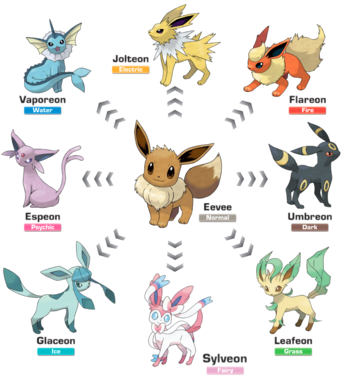 Jolteon
Electric
Vaporeon
Water
Flareon
Fire
Espeon
Psychic
Eevee
Normal
Umbreon
Dark
Glaceon
Ice
Sylveon
Fairy
Leafeon
Grass